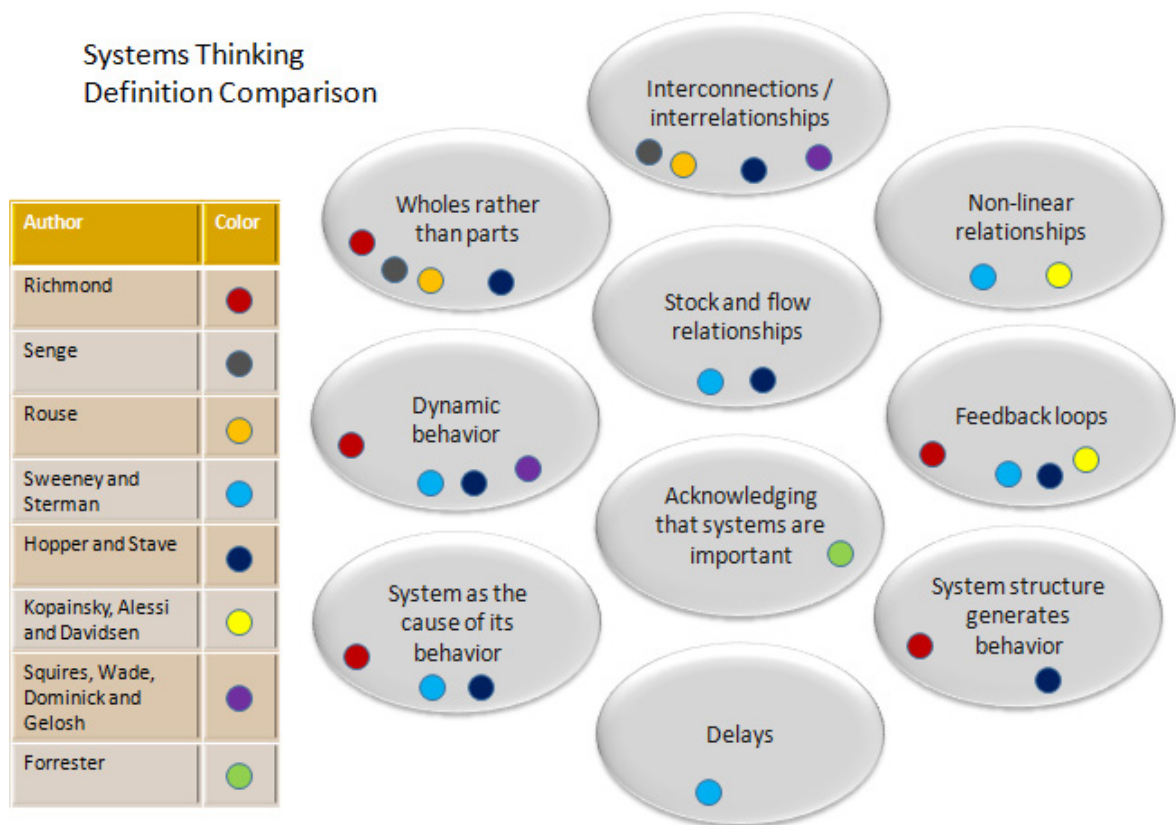 Systems Thinking
Definition Comparison
Author Color
Richmond
Senge
Rouse
Sweeney and
Sterman
Hopper and Stave
Kopainsky, Alessi
and Davidsen
Squires, Wade,
Dominick and
Gelosh
Forrester
Interconnections /
interrelationships
Wholes rather
than parts
Non-linear
relationships
Stock and flow
relationships
Dynamic
behavior
Feedback loops
Acknowledging
that systems are
important
System as the
cause of its
behavior
System structure
generates
behavior
Delays